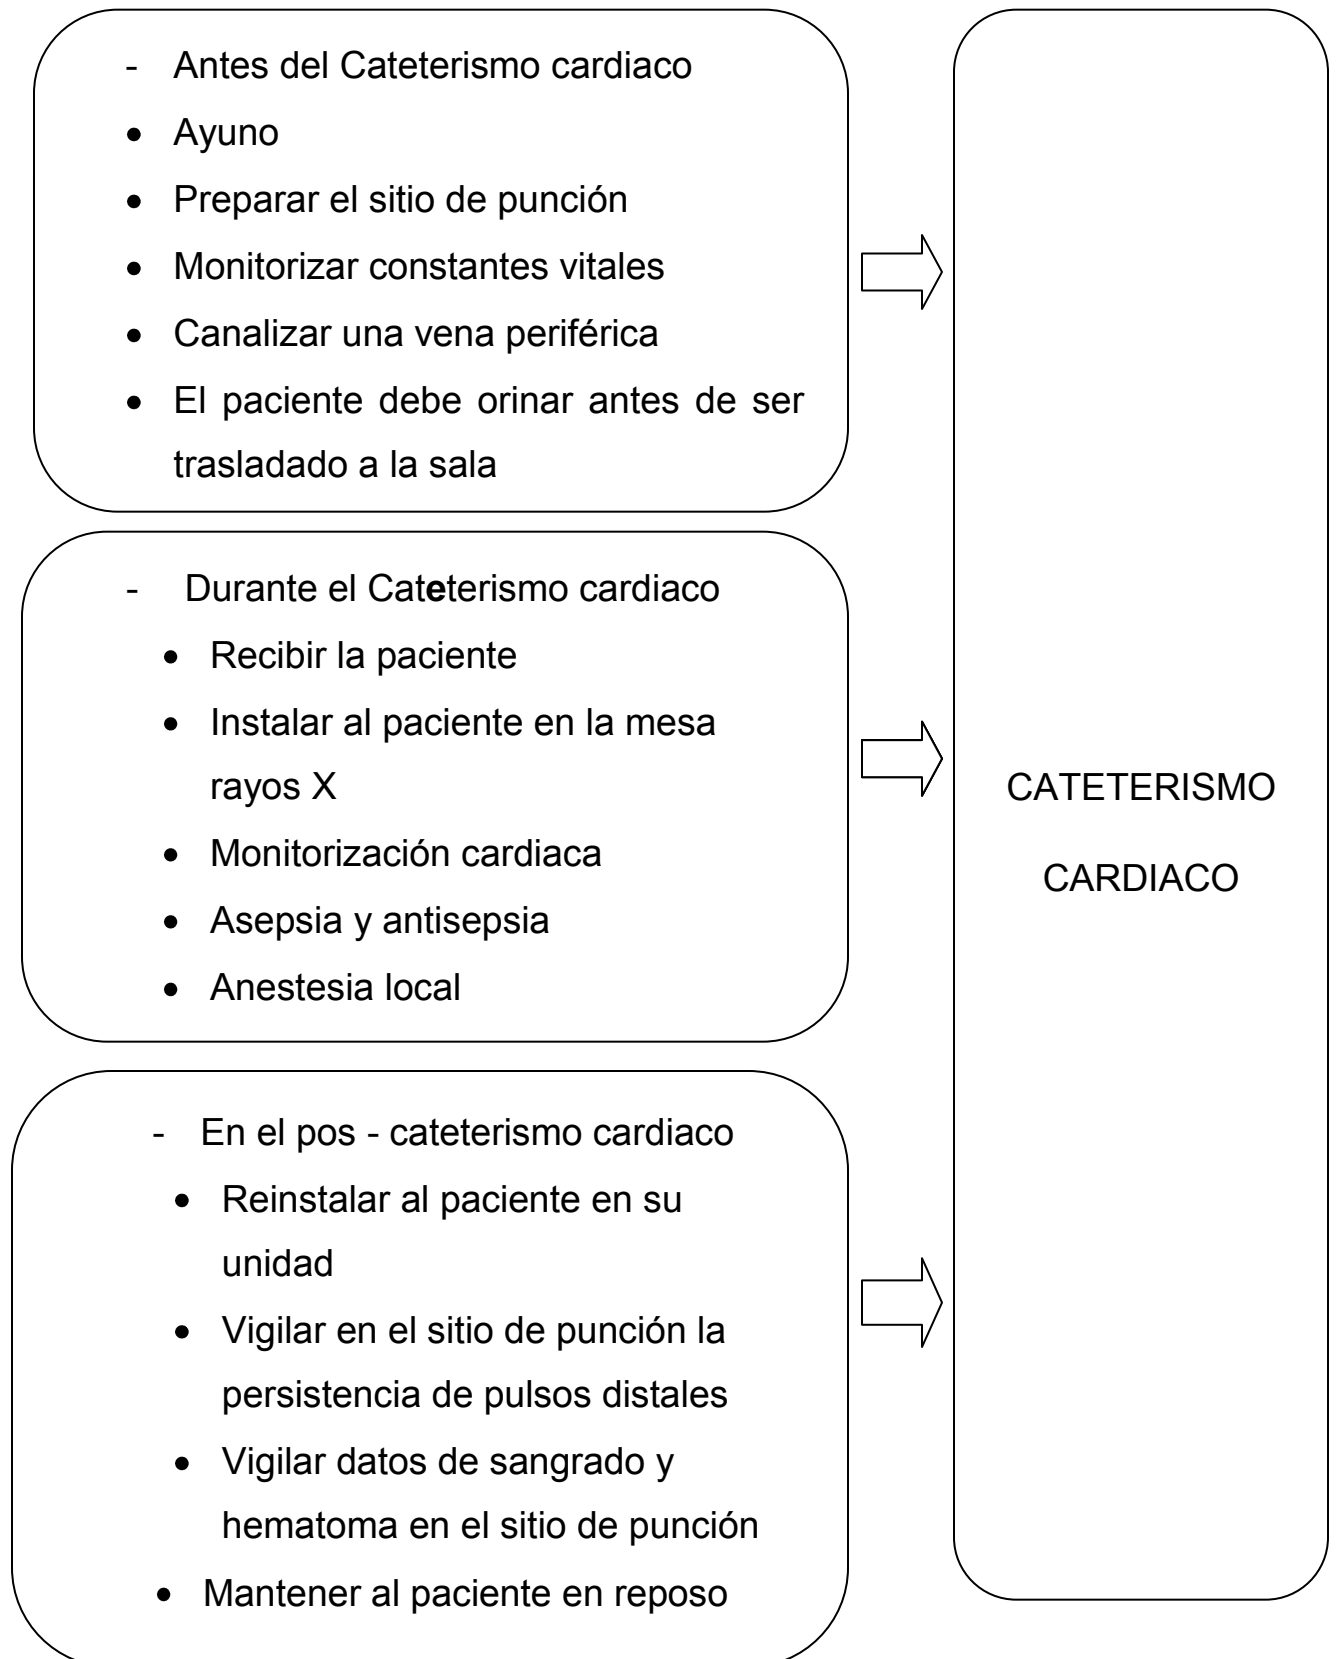 - Antes del Cateterismo cardiaco
• Ayuno
• Preparar el sitio de punción
• Monitorizar constantes vitales
• Canalizar una vena periférica
• El paciente debe orinar antes de ser
trasladado a la sala
- Durante el Cateterismo cardiaco
• Recibir la paciente
• Instalar al paciente en la mesa
rayos X
• Monitorización cardiaca
• Asepsia y antisepsia
• Anestesia local
- En el pos - cateterismo cardiaco
• Reinstalar al paciente en su
unidad
• Vigilar en el sitio de punción la
persistencia de pulsos distales
• Vigilar datos de sangrado y
hematoma en el sitio de punción
• Mantener al paciente en reposo
CATETERISMO
CARDIACO